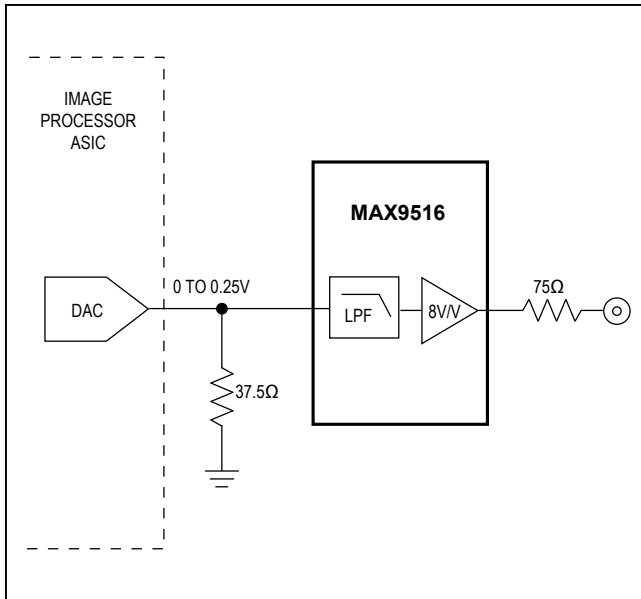 IMAGE
PROCESSOR
ASIC
MAX9516
0 TO 0.25V
75Ω
DAC
LPF
8V/V
37.5Ω